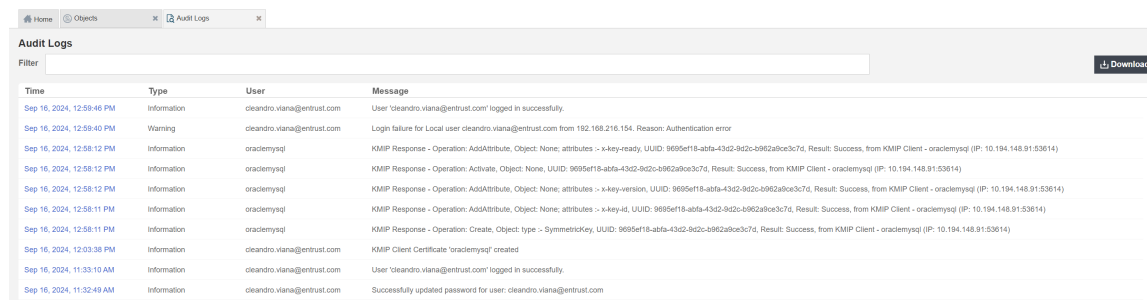 Home Objects × Audit Logs ×
Audit Logs
Filter
Download
Time Type User Message
Sep 16, 2024, 12:59:46 PM Information cleandro.viana@entrust.com User 'cleandro.viana@entrust.com' logged in successfully.
Sep 16, 2024, 12:59:40 PM Warning cleandro.viana@entrust.com Login failure for Local user cleandro.viana@entrust.com from 192.168.216.154. Reason: Authentication error
Sep 16, 2024, 12:58:12 PM Information oraclemysql KMIP Response - Operation: AddAttribute, Object: None; attributes :- x-key-ready, UUID: 9695ef18-abfa-43d2-9d2c-b962a9ce3c7d, Result: Success, from KMIP Client - oraclemysql (IP: 10.194.148.91:53614)
Sep 16, 2024, 12:58:12 PM Information oraclemysql KMIP Response - Operation: Activate, Object: None, UUID: 9695ef18-abfa-43d2-9d2c-b962a9ce3c7d, Result: Success, from KMIP Client - oraclemysql (IP: 10.194.148.91:53614)
Sep 16, 2024, 12:58:12 PM Information oraclemysql KMIP Response - Operation: AddAttribute, Object: None; attributes :- x-key-version, UUID: 9695ef18-abfa-43d2-9d2c-b962a9ce3c7d, Result: Success, from KMIP Client - oraclemysql (IP: 10.194.148.91:53614)
Sep 16, 2024, 12:58:11 PM Information oraclemysql KMIP Response - Operation: AddAttribute, Object: None; attributes :- x-key-id, UUID: 9695ef18-abfa-43d2-9d2c-b962a9ce3c7d, Result: Success, from KMIP Client - oraclemysql (IP: 10.194.148.91:53614)
Sep 16, 2024, 12:58:11 PM Information oraclemysql KMIP Response - Operation: Create, Object: type :- SymmetricKey, UUID: 9695ef18-abfa-43d2-9d2c-b962a9ce3c7d, Result: Success, from KMIP Client - oraclemysql (IP: 10.194.148.91:53614)
Sep 16, 2024, 12:03:38 PM Information cleandro.viana@entrust.com KMIP Client Certificate 'oraclemysql' created
Sep 16, 2024, 11:33:10 AM Information cleandro.viana@entrust.com User 'cleandro.viana@entrust.com' logged in successfully.
Sep 16, 2024, 11:32:49 AM Information cleandro.viana@entrust.com Successfully updated password for user: cleandro.viana@entrust.com